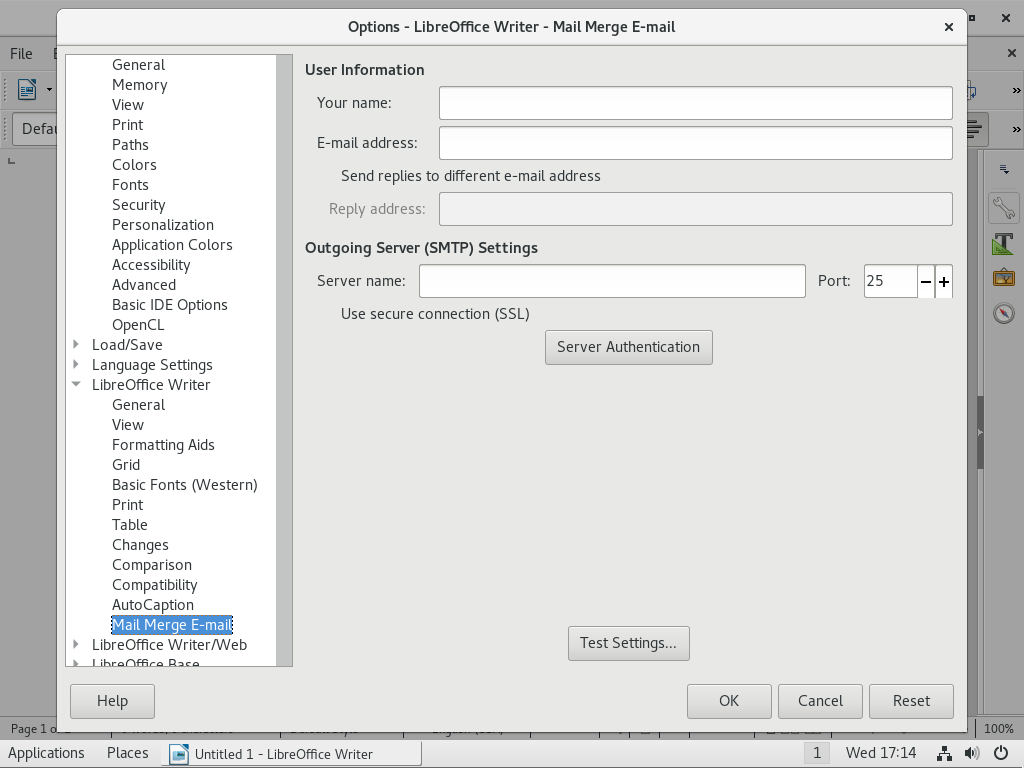 Options - LibreOffice Writer - Mail Merge E-mail
File
Defau
General
Memory
View
Print
Paths
Colors
Fonts
Security
Personalization
Application Colors
Accessibility
Advanced
Basic IDE Options
OpenCL
Load/Save
Language Settings
LibreOffice Writer
General
View
Formatting Aids
Grid
Basic Fonts (Western)
Print
Table
Changes
Comparison
Compatibility
AutoCaption
Mail Merge E-mail
LibreOffice Writer/Web
LibreOffice Base
User Information
Your name:
E-mail address:
Send replies to different e-mail address
Reply address:
Outgoing Server (SMTP) Settings
Server name:
Port: 25
Use secure connection (SSL)
Server Authentication
Test Settings...
Help
OK
Cancel
Reset
Page 1 of
100%
Applications
Places
Untitled 1 - LibreOffice Writer
1
Wed 17:14